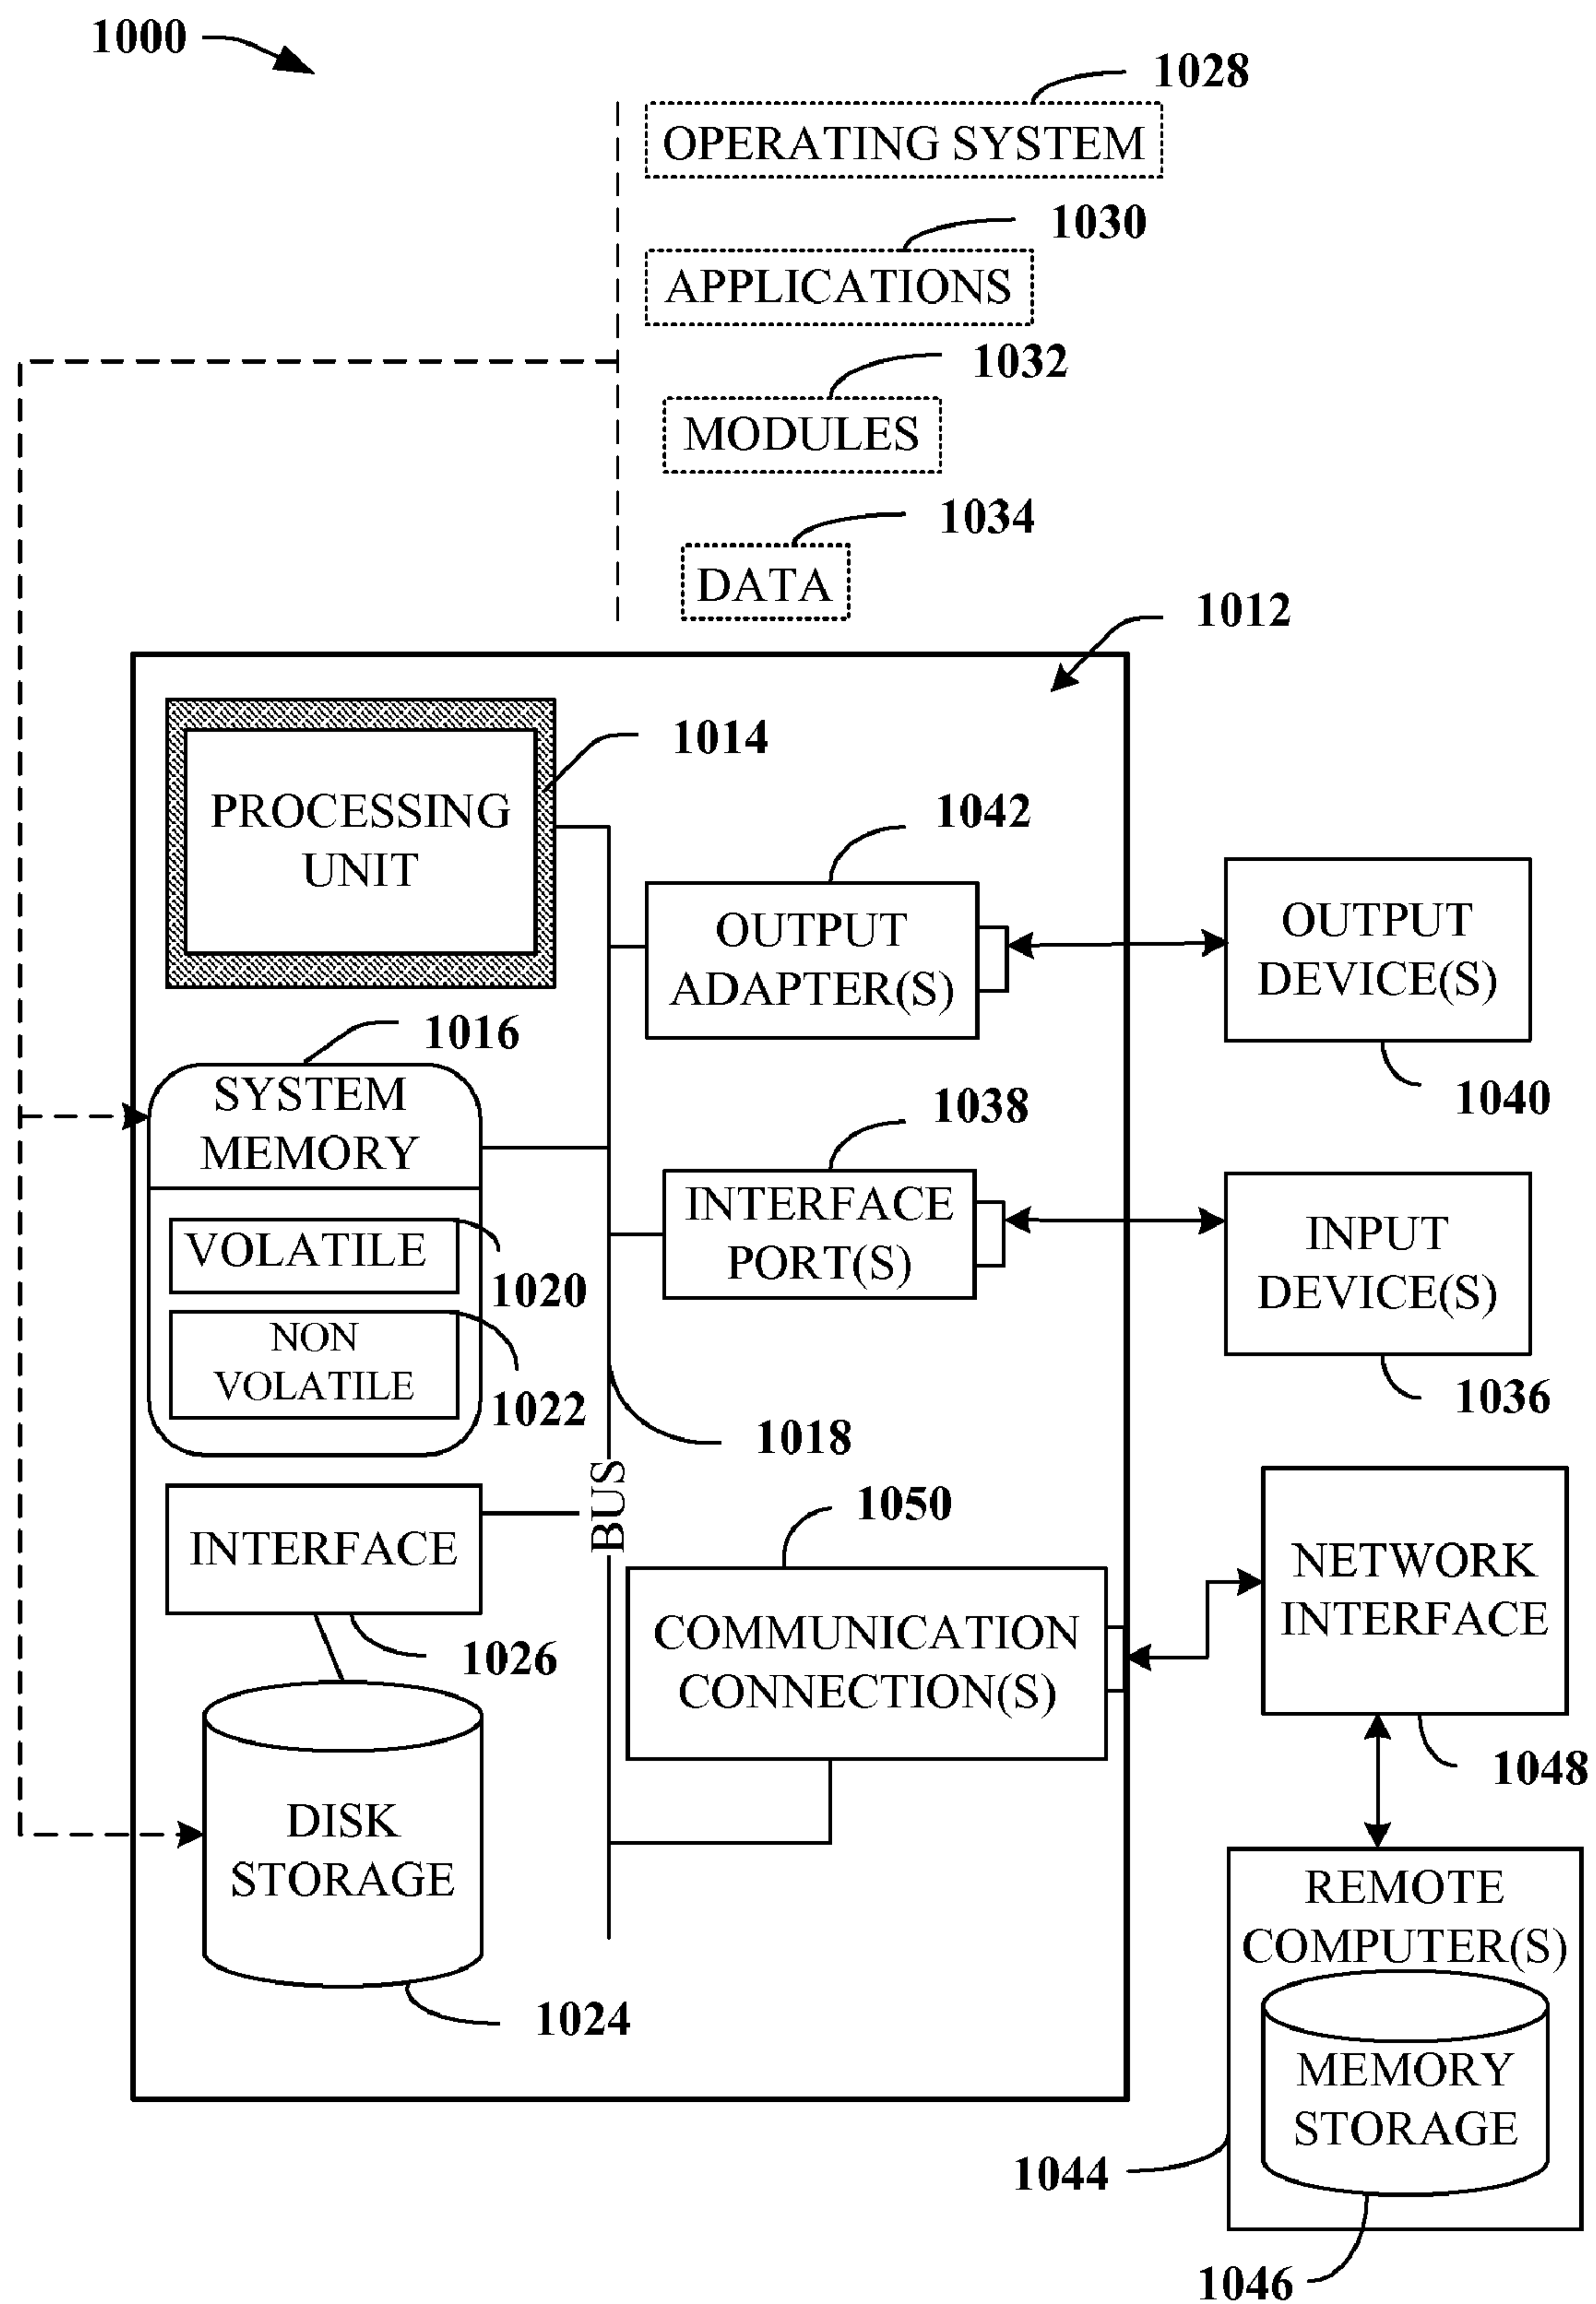 1000
1028
OPERATING SYSTEM
1030
APPLICATIONS
1032
MODULES
1034
DATA
1012
1014
PROCESSING
UNIT
1042
OUTPUT
ADAPTER(S)
OUTPUT
DEVICE(S)
1040
1016
SYSTEM
MEMORY
1038
INTERFACE
PORT(S)
INPUT
DEVICE(S)
1036
VOLATILE
1020
NON
VOLATILE
1022
1018
BUS
INTERFACE
1026
1050
COMMUNICATION
CONNECTION(S)
NETWORK
INTERFACE
1048
DISK
STORAGE
1024
REMOTE
COMPUTER(S)
MEMORY
STORAGE
1044
1046